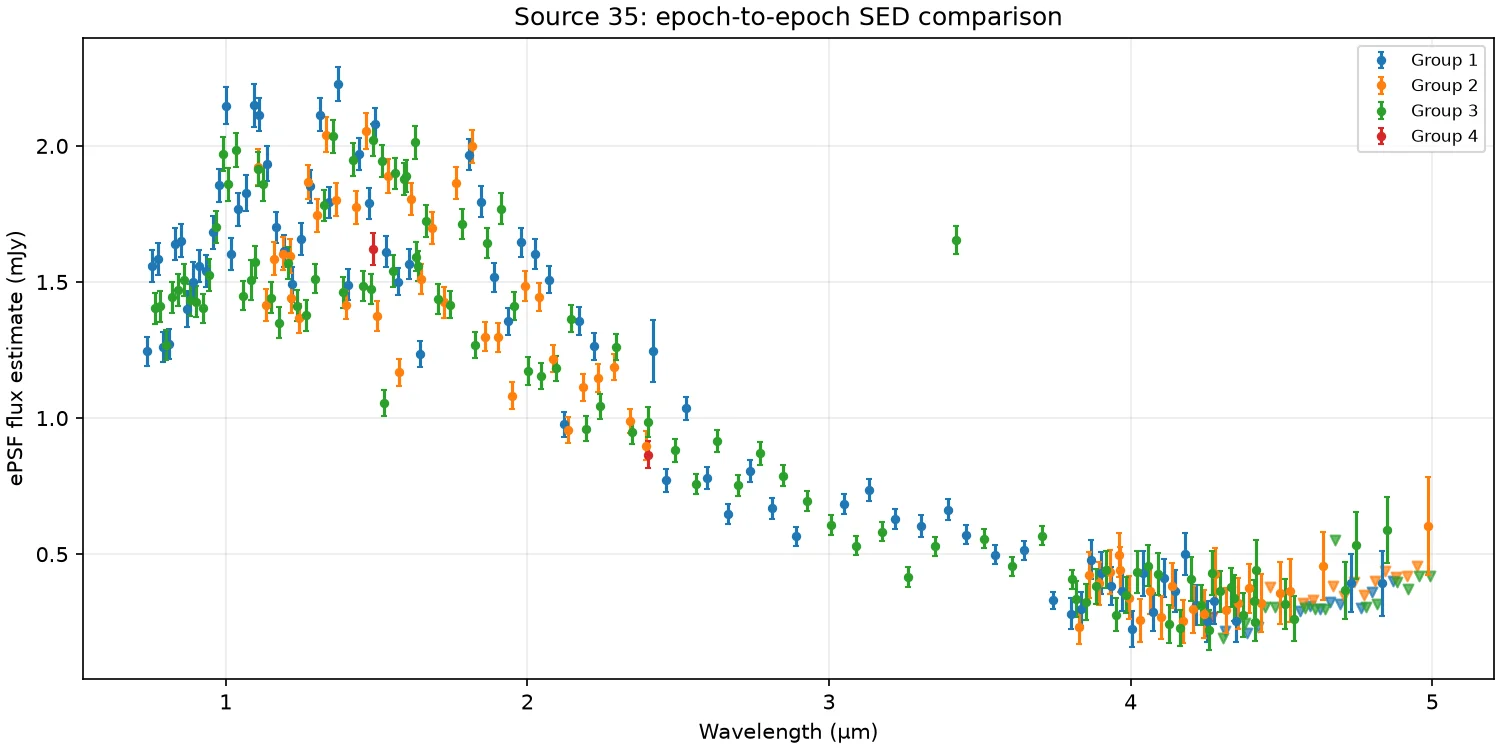 Source 35: epoch-to-epoch SED comparison
Group 1
Group 2
Group 3
Group 4
ePSF flux estimate (mJy)
2.0
1.5
1.0
0.5
1
2
3
4
5
Wavelength (μm)